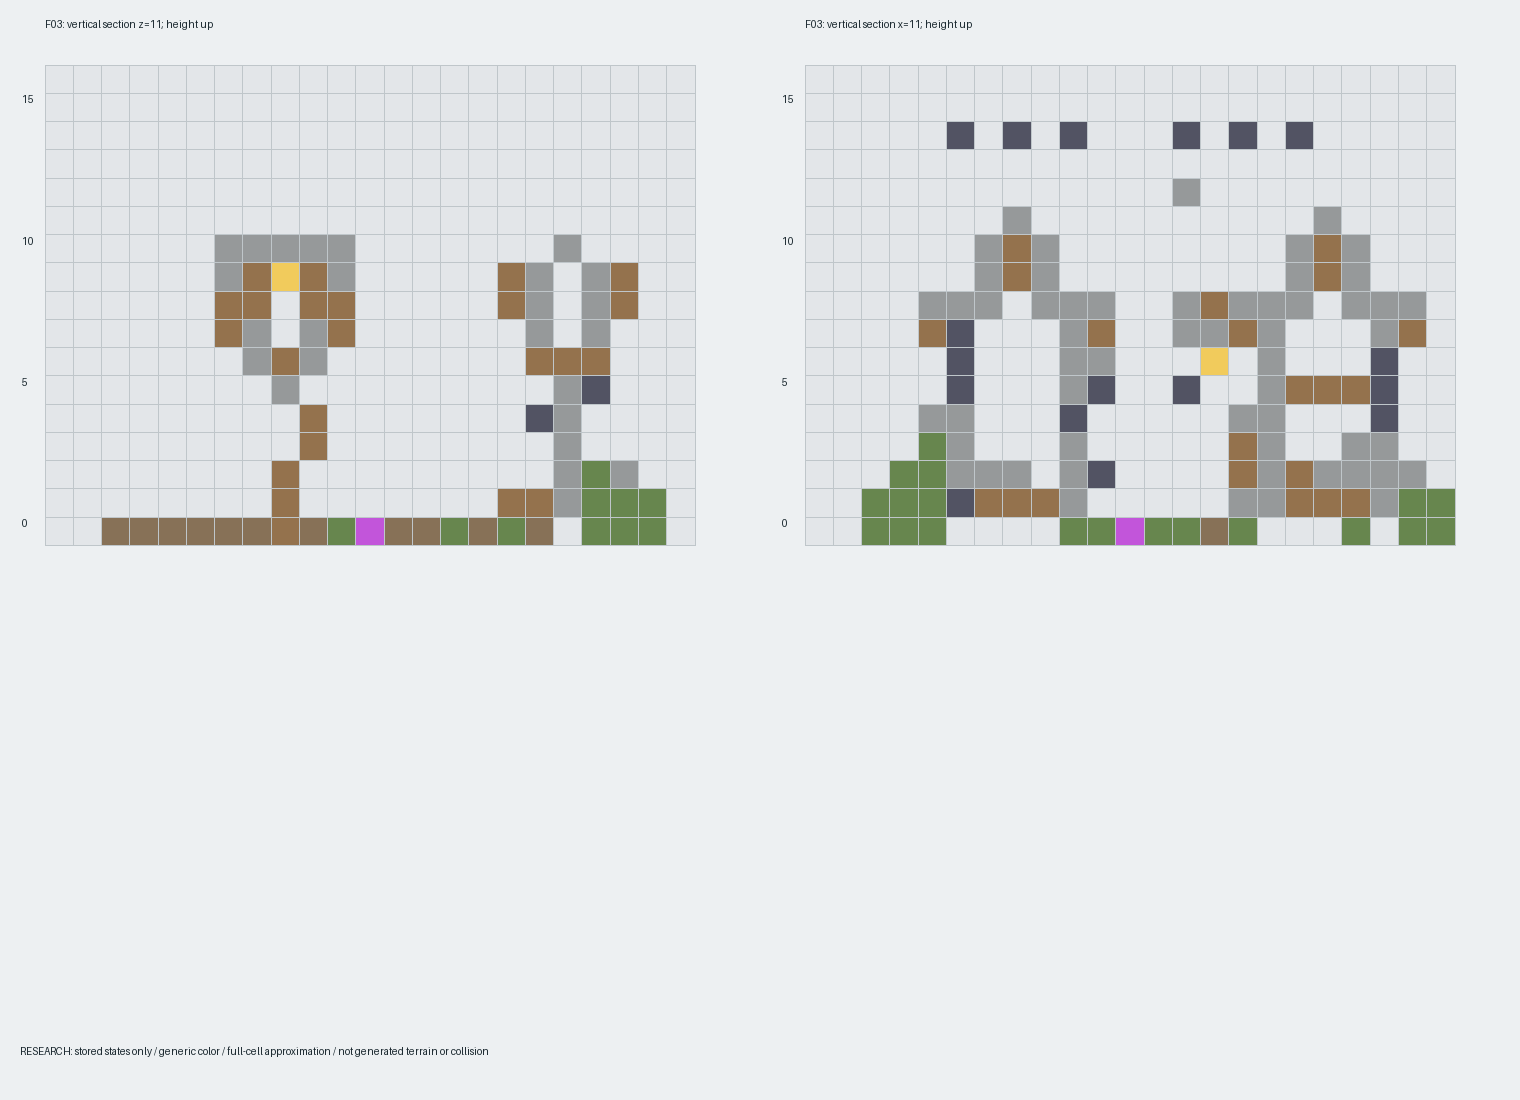 F03: vertical section z=11; height up
F03: vertical section x=11; height up
15
10
5
0
15
10
5
0
RESEARCH: stored states only / generic color / full-cell approximation / not generated terrain or collision